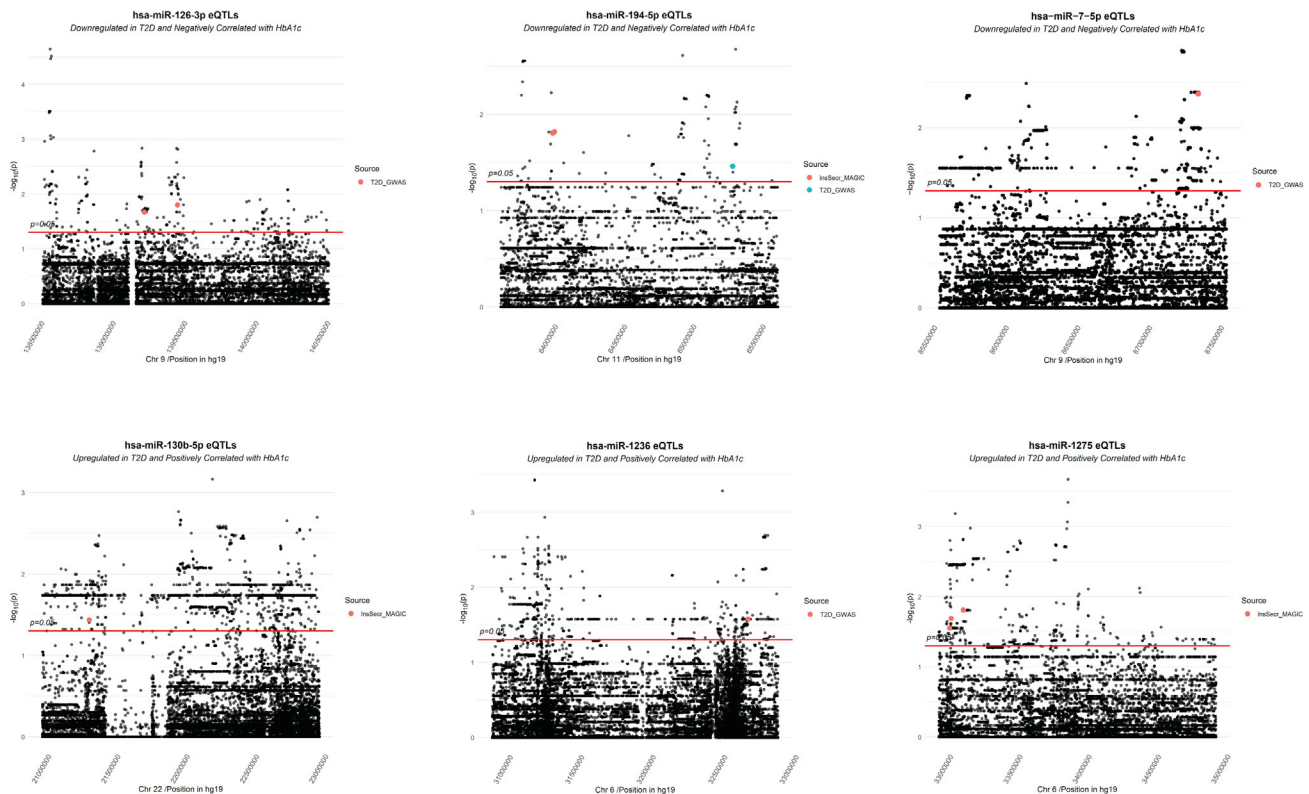 hsa-miR-126-3p eQTLs
Downregulated in T2D and Negatively Correlated with HbA1c
4
3
2
1
0
-log10(p)
p=0.05
138500000
139000000
139500000
140000000
140500000
Chr 9 /Position in hg19
Source
T2D_GWAS
hsa-miR-194-5p eQTLs
Downregulated in T2D and Negatively Correlated with HbA1c
2
1
0
-log10(p)
p=0.05
64000000
64500000
65000000
65500000
Chr 11 /Position in hg19
Source
InsSecr_MAGIC
T2D_GWAS
hsa-miR-7-5p eQTLs
Downregulated in T2D and Negatively Correlated with HbA1c
2
1
0
-log10(p)
p=0.05
85500000
86000000
86500000
87000000
87500000
Chr 9 /Position in hg19
Source
T2D_GWAS
hsa-miR-130b-5p eQTLs
Upregulated in T2D and Positively Correlated with HbA1c
3
2
1
0
-log10(p)
p=0.05
21000000
21500000
22000000
22500000
23000000
Chr 22 /Position in hg19
Source
InsSecr_MAGIC
hsa-miR-1236 eQTLs
Upregulated in T2D and Positively Correlated with HbA1c
3
2
1
0
-log10(p)
p=0.05
31000000
31500000
32000000
32500000
33000000
Chr 6 /Position in hg19
Source
T2D_GWAS
hsa-miR-1275 eQTLs
Upregulated in T2D and Positively Correlated with HbA1c
3
2
1
0
-log10(p)
p=0.05
33000000
33500000
34000000
34500000
35000000
Chr 6 /Position in hg19
Source
InsSecr_MAGIC